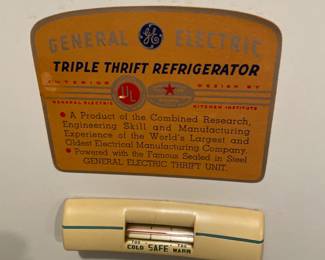 GENERAL GE ELECTRIC
TRIPLE THRIFT REFRIGERATOR
INTERIOR DESIGN BY
GENERAL ELECTRIC KITCHEN INSTITUTE
• A Product of the Combined Research,
Engineering Skill and Manufacturing
Experience of the World's Largest and
Oldest Electrical Manufacturing Company.
• Powered with the Famous Sealed in Steel
GENERAL ELECTRIC THRIFT UNIT.
TOO TOO
COLD SAFE WARM